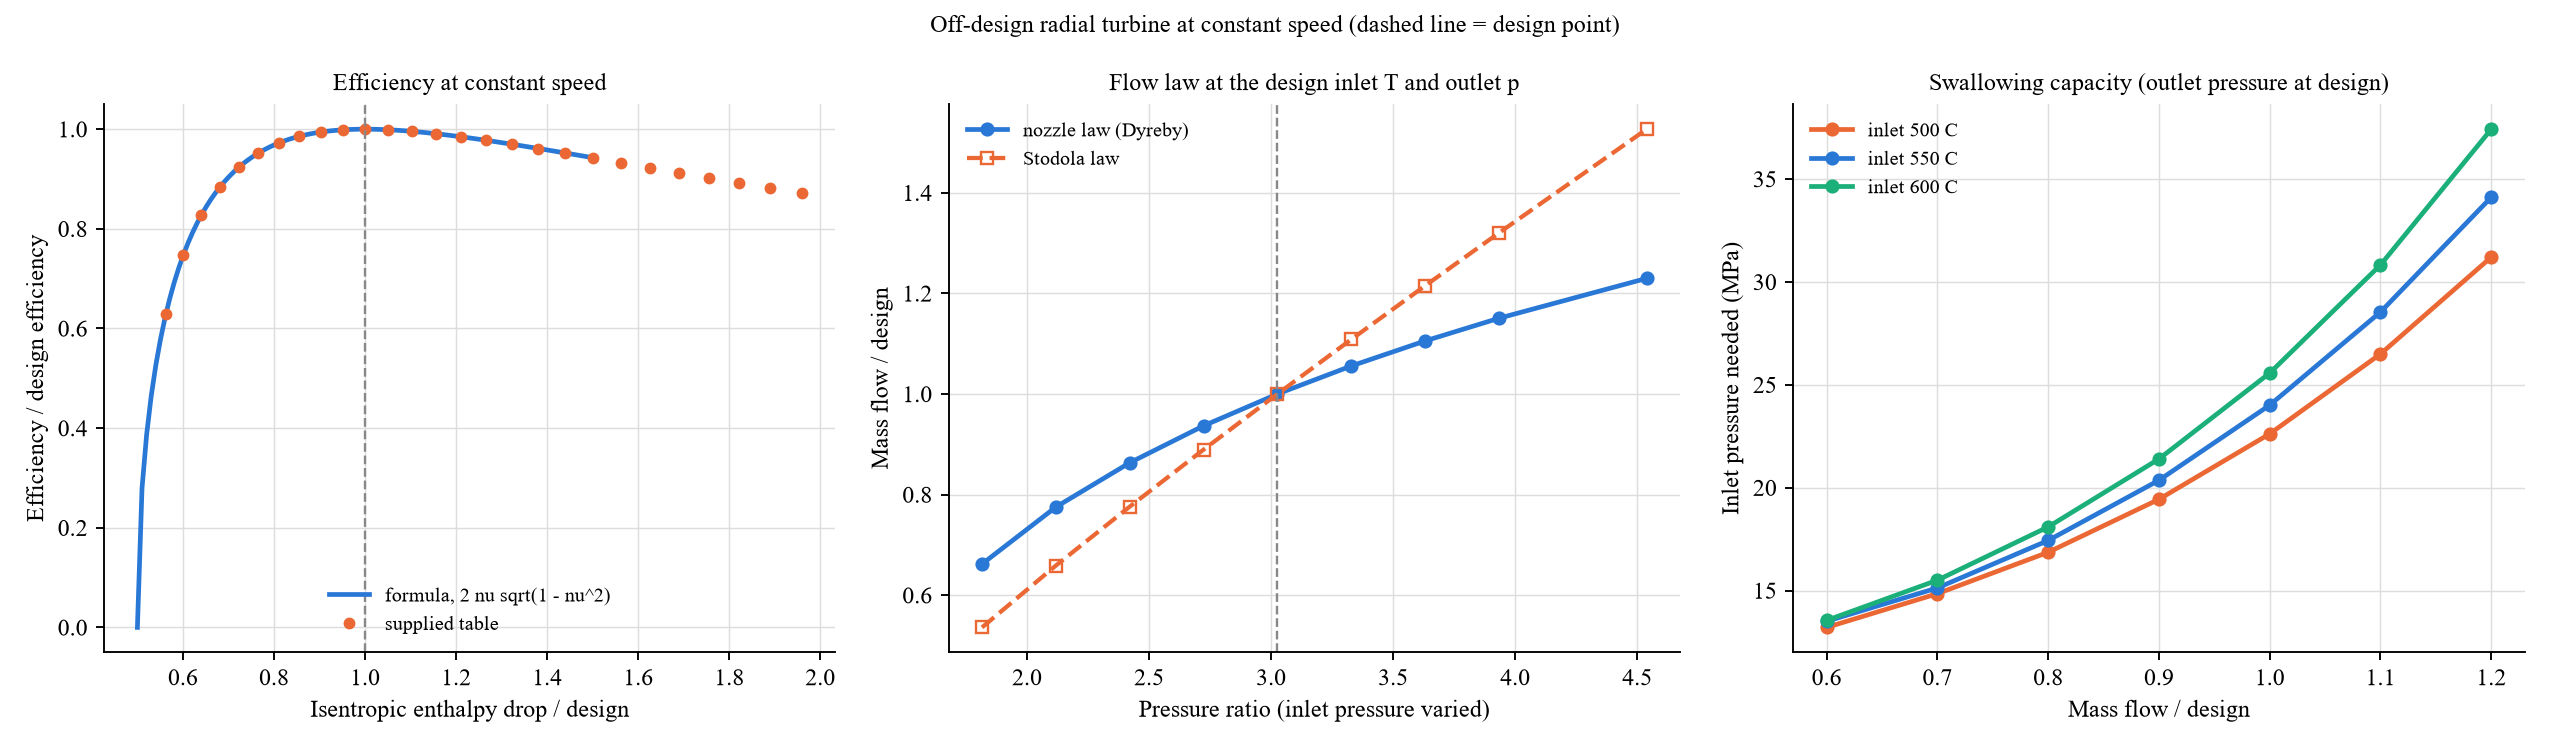 Off-design radial turbine at constant speed (dashed line = design point)
Efficiency at constant speed
Efficiency / design efficiency
1.0
0.8
0.6
0.4
0.2
0.0
formula, 2 nu sqrt(1 - nu^2)
supplied table
0.6 0.8 1.0 1.2 1.4 1.6 1.8 2.0
Isentropic enthalpy drop / design
Flow law at the design inlet T and outlet p
Mass flow / design
nozzle law (Dyreby)
Stodola law
1.4
1.2
1.0
0.8
0.6
2.0 2.5 3.0 3.5 4.0 4.5
Pressure ratio (inlet pressure varied)
Swallowing capacity (outlet pressure at design)
Inlet pressure needed (MPa)
inlet 500 C
inlet 550 C
inlet 600 C
35
30
25
20
15
0.6 0.7 0.8 0.9 1.0 1.1 1.2
Mass flow / design